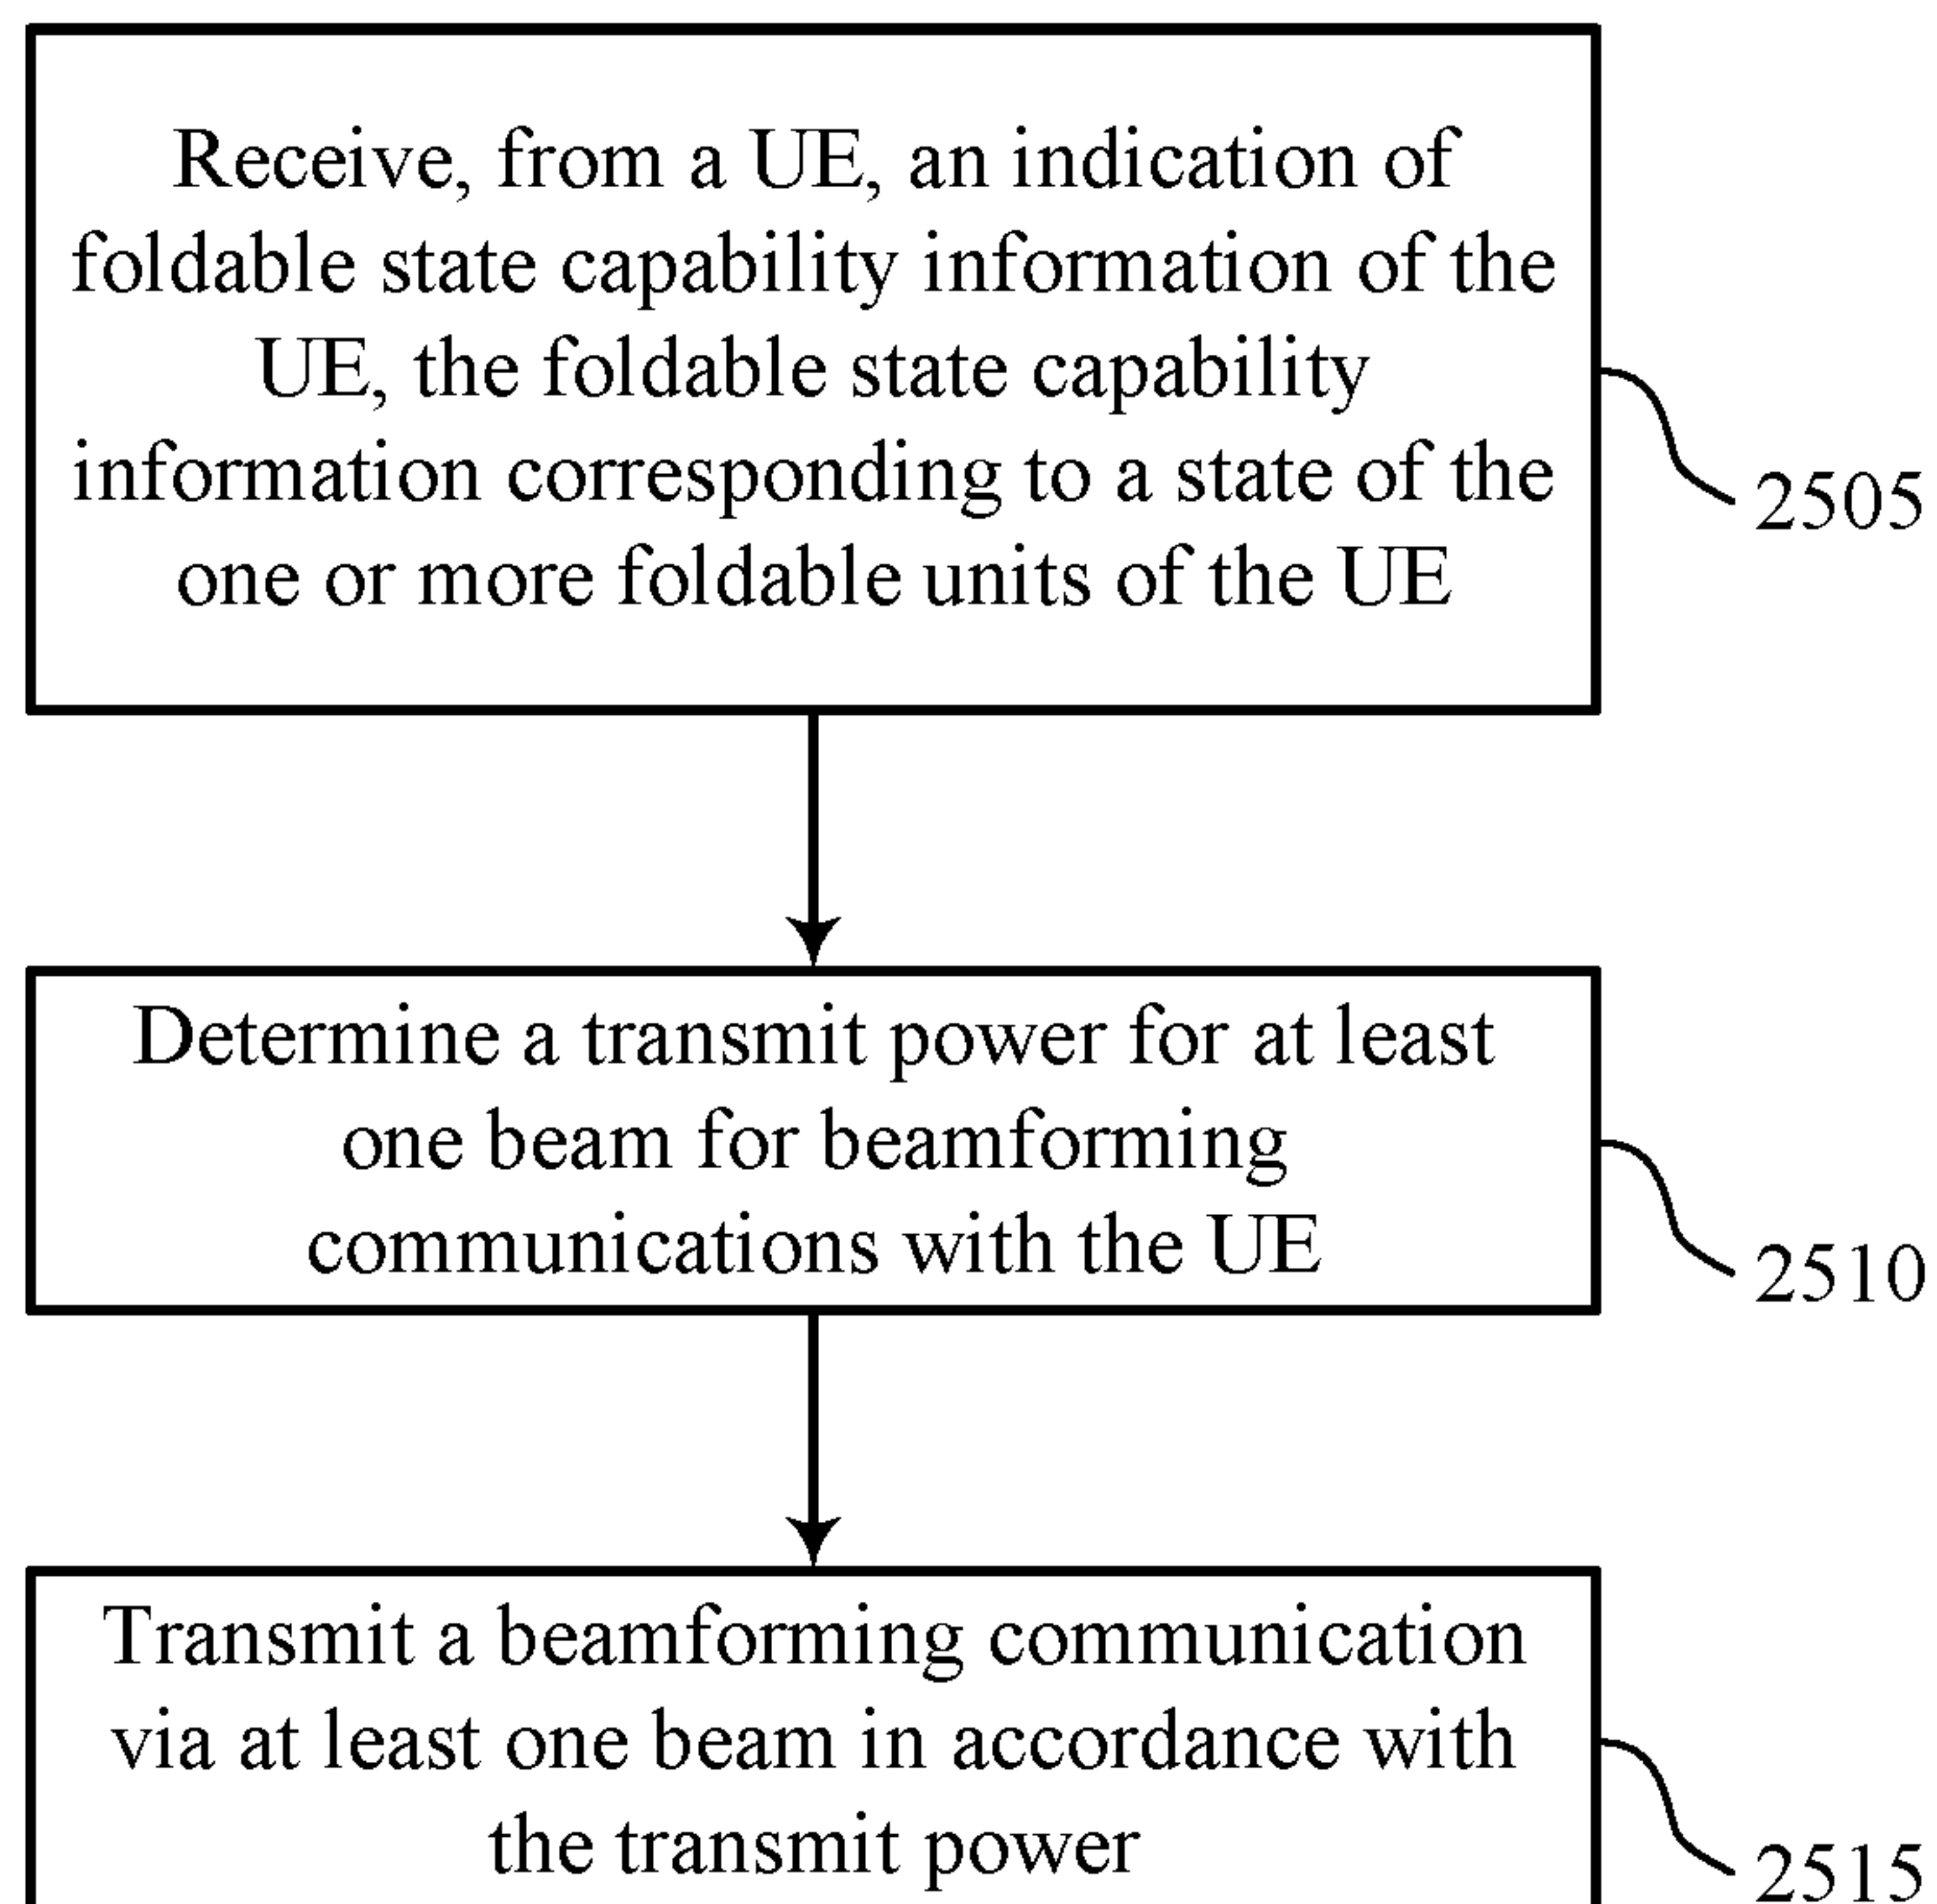 Receive, from a UE, an indication of
foldable state capability information of the
UE, the foldable state capability
information corresponding to a state of the
one or more foldable units of the UE
2505
Determine a transmit power for at least
one beam for beamforming
communications with the UE
2510
Transmit a beamforming communication
via at least one beam in accordance with
the transmit power
2515